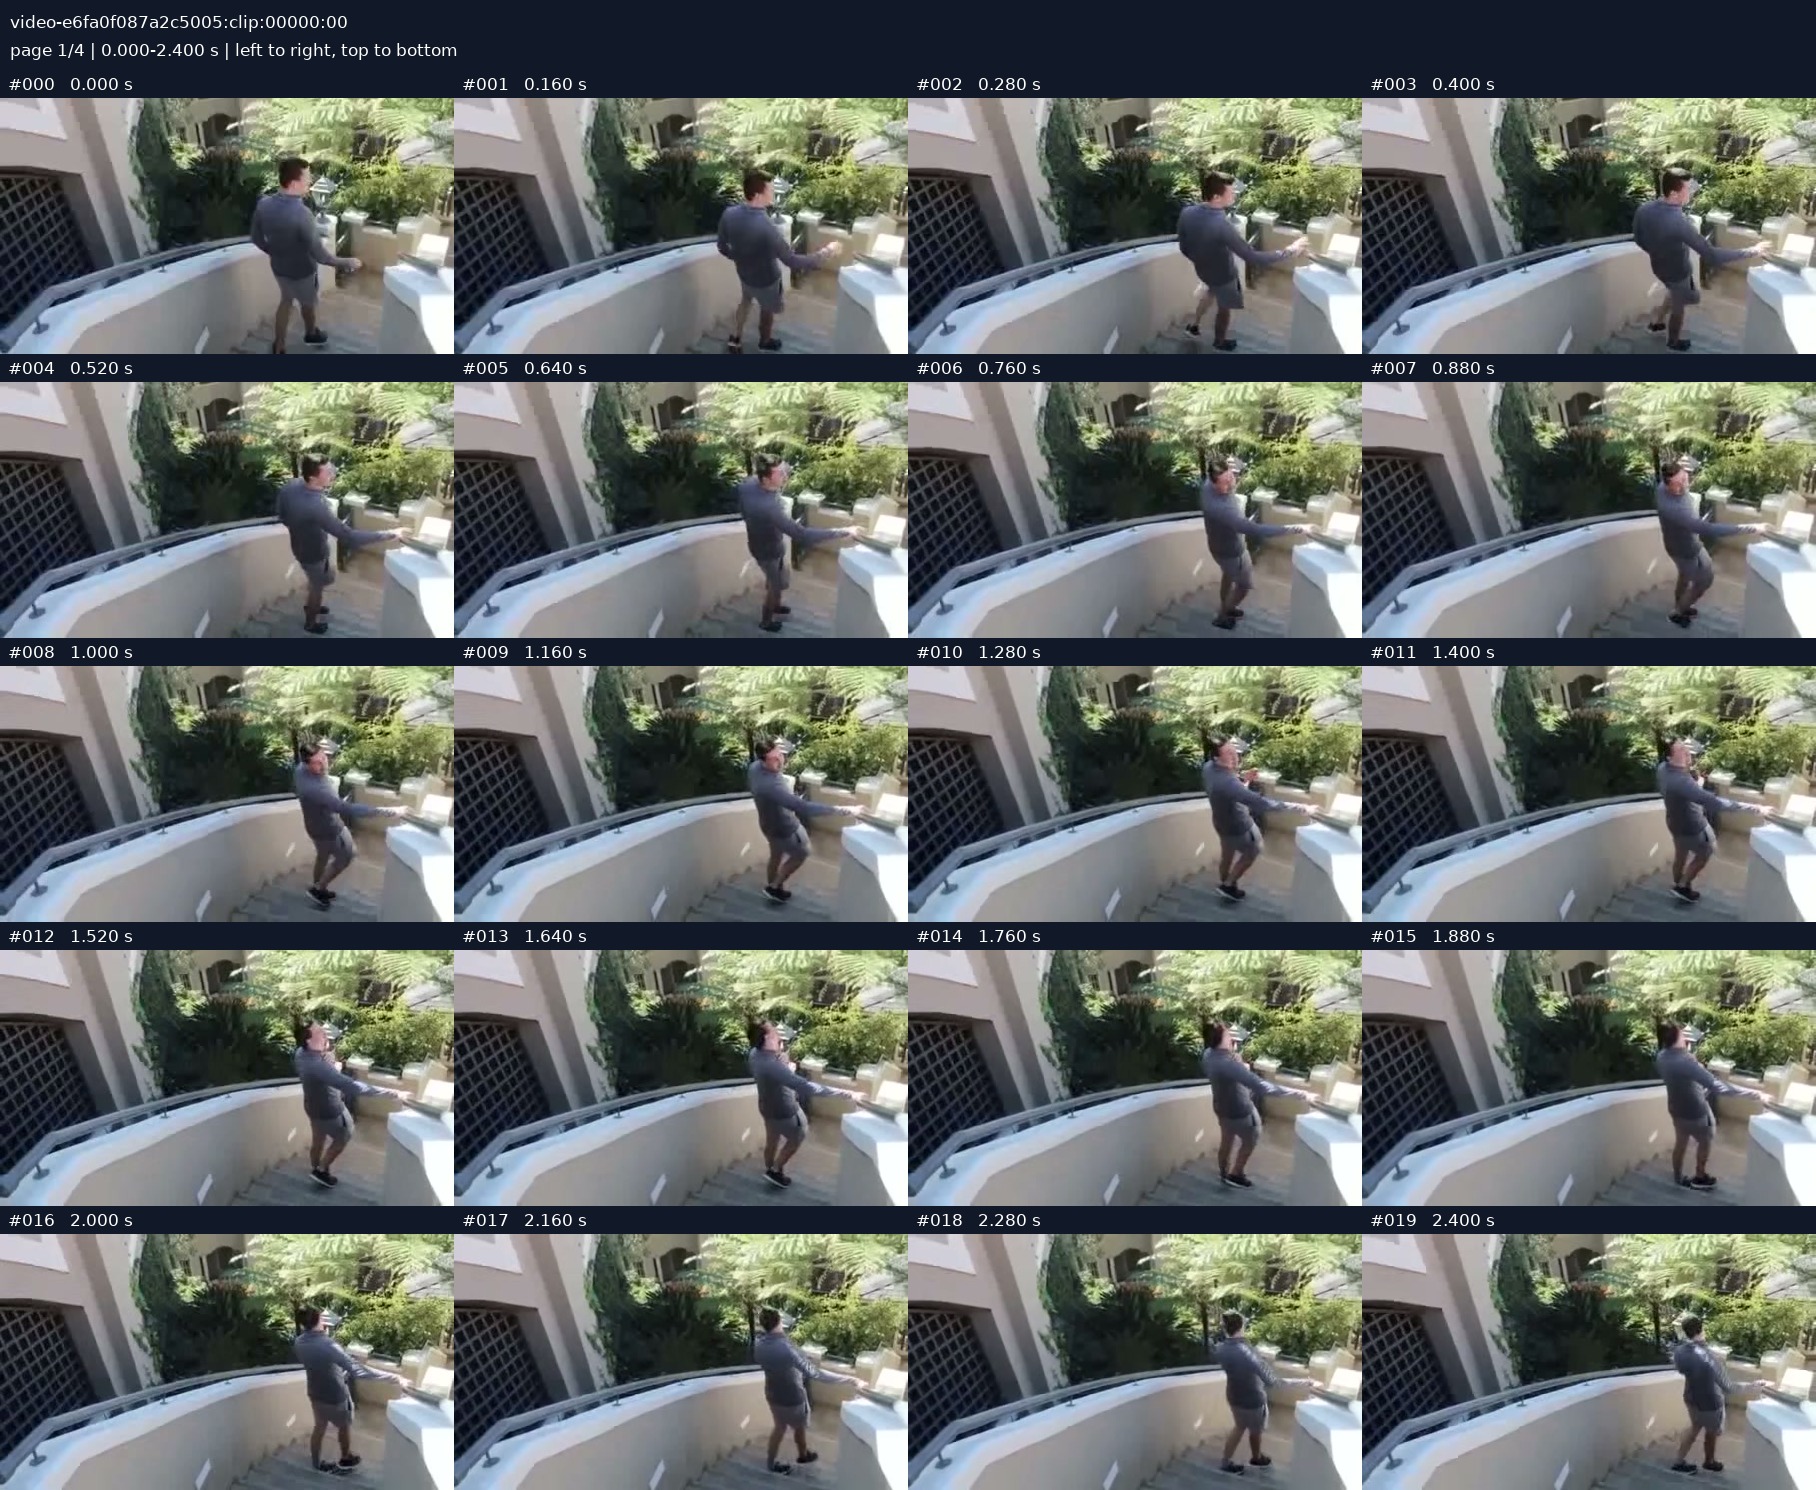 video-e6fa0f087a2c5005:clip:00000:00
page 1/4 | 0.000-2.400 s | left to right, top to bottom
#000 0.000 s
#001 0.160 s
#002 0.280 s
#003 0.400 s
#004 0.520 s
#005 0.640 s
#006 0.760 s
#007 0.880 s
#008 1.000 s
#009 1.160 s
#010 1.280 s
#011 1.400 s
#012 1.520 s
#013 1.640 s
#014 1.760 s
#015 1.880 s
#016 2.000 s
#017 2.160 s
#018 2.280 s
#019 2.400 s